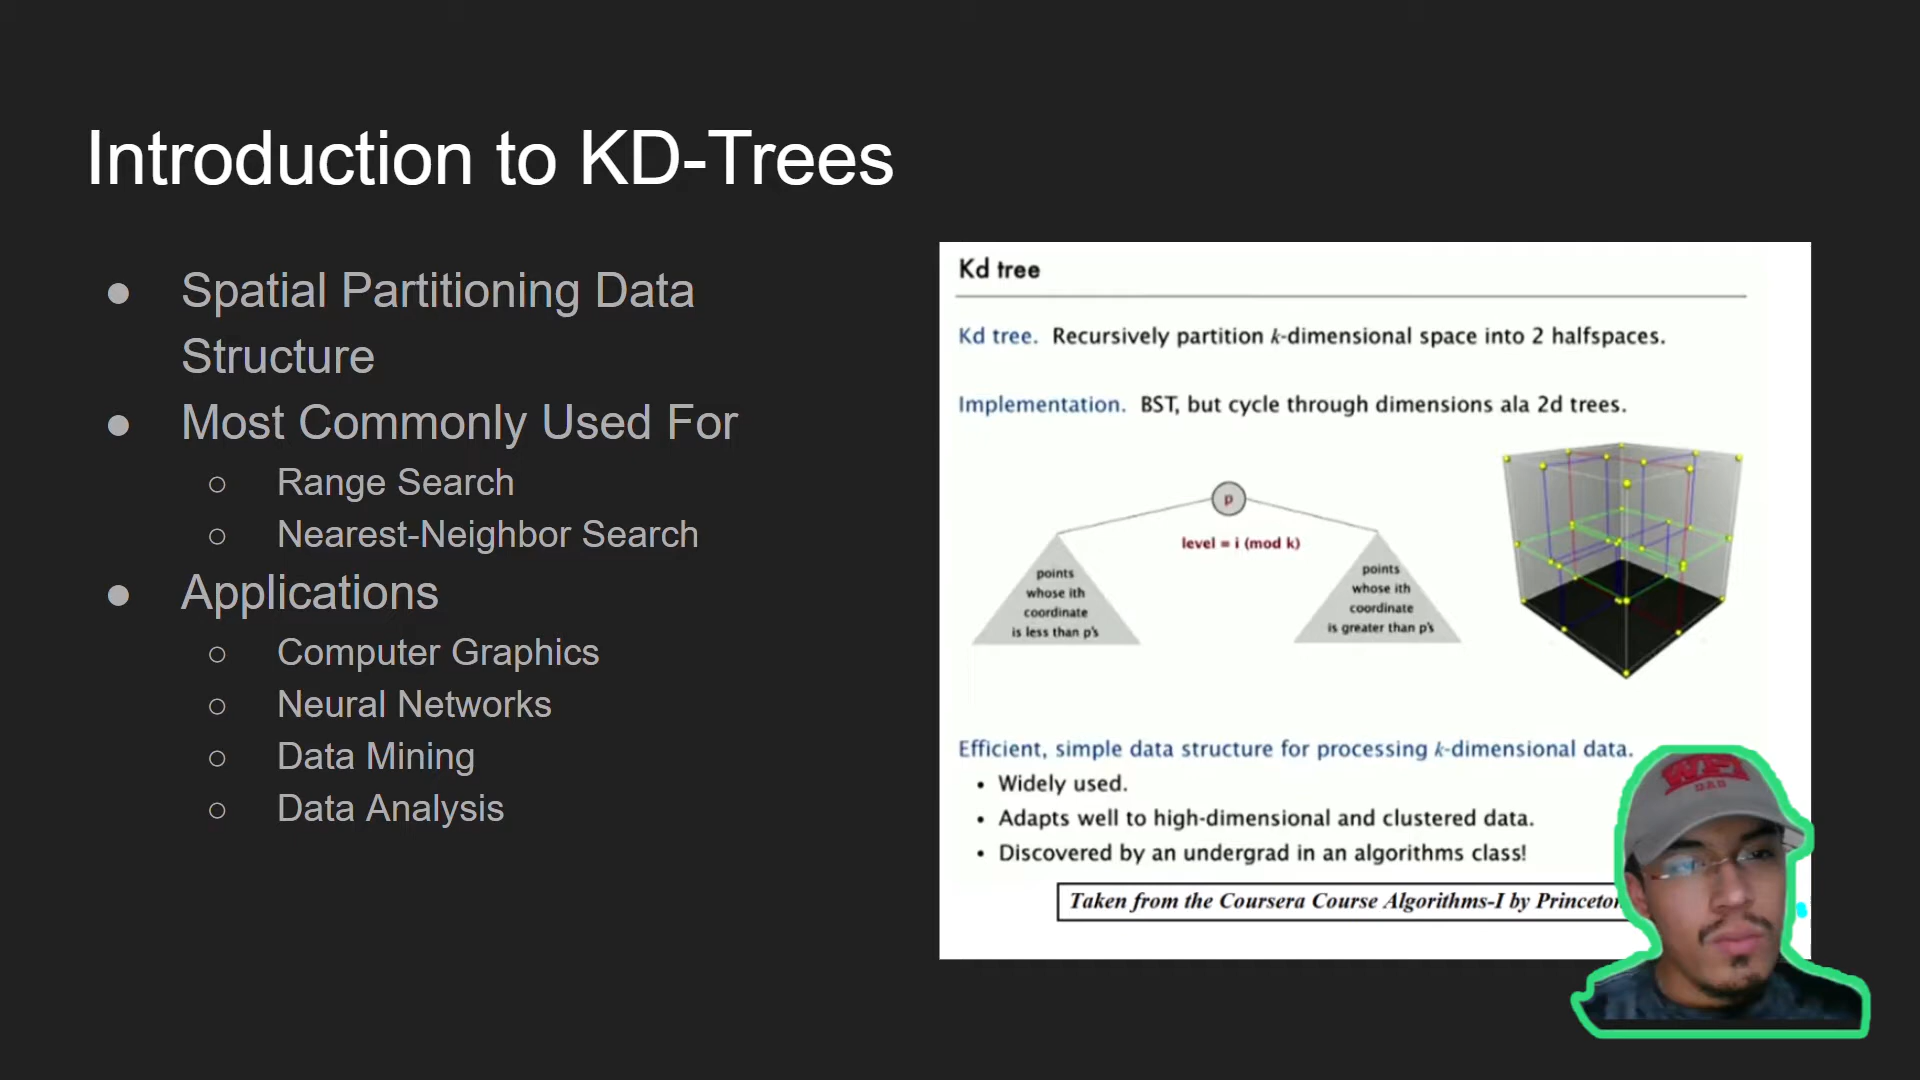 Introduction to KD-Trees
● Spatial Partitioning Data
Structure
● Most Commonly Used For
○ Range Search
○ Nearest-Neighbor Search
● Applications
○ Computer Graphics
○ Neural Networks
○ Data Mining
○ Data Analysis
Kd tree
Kd tree. Recursively partition k-dimensional space into 2 halfspaces.
Implementation. BST, but cycle through dimensions ala 2d trees.
p
level ≡ i (mod k)
points
whose ith
coordinate
is less than p's
points
whose ith
coordinate
is greater than p's
Efficient, simple data structure for processing k-dimensional data.
• Widely used.
• Adapts well to high-dimensional and clustered data.
• Discovered by an undergrad in an algorithms class!
Taken from the Coursera Course Algorithms-I by Princeton
WPI
DAD